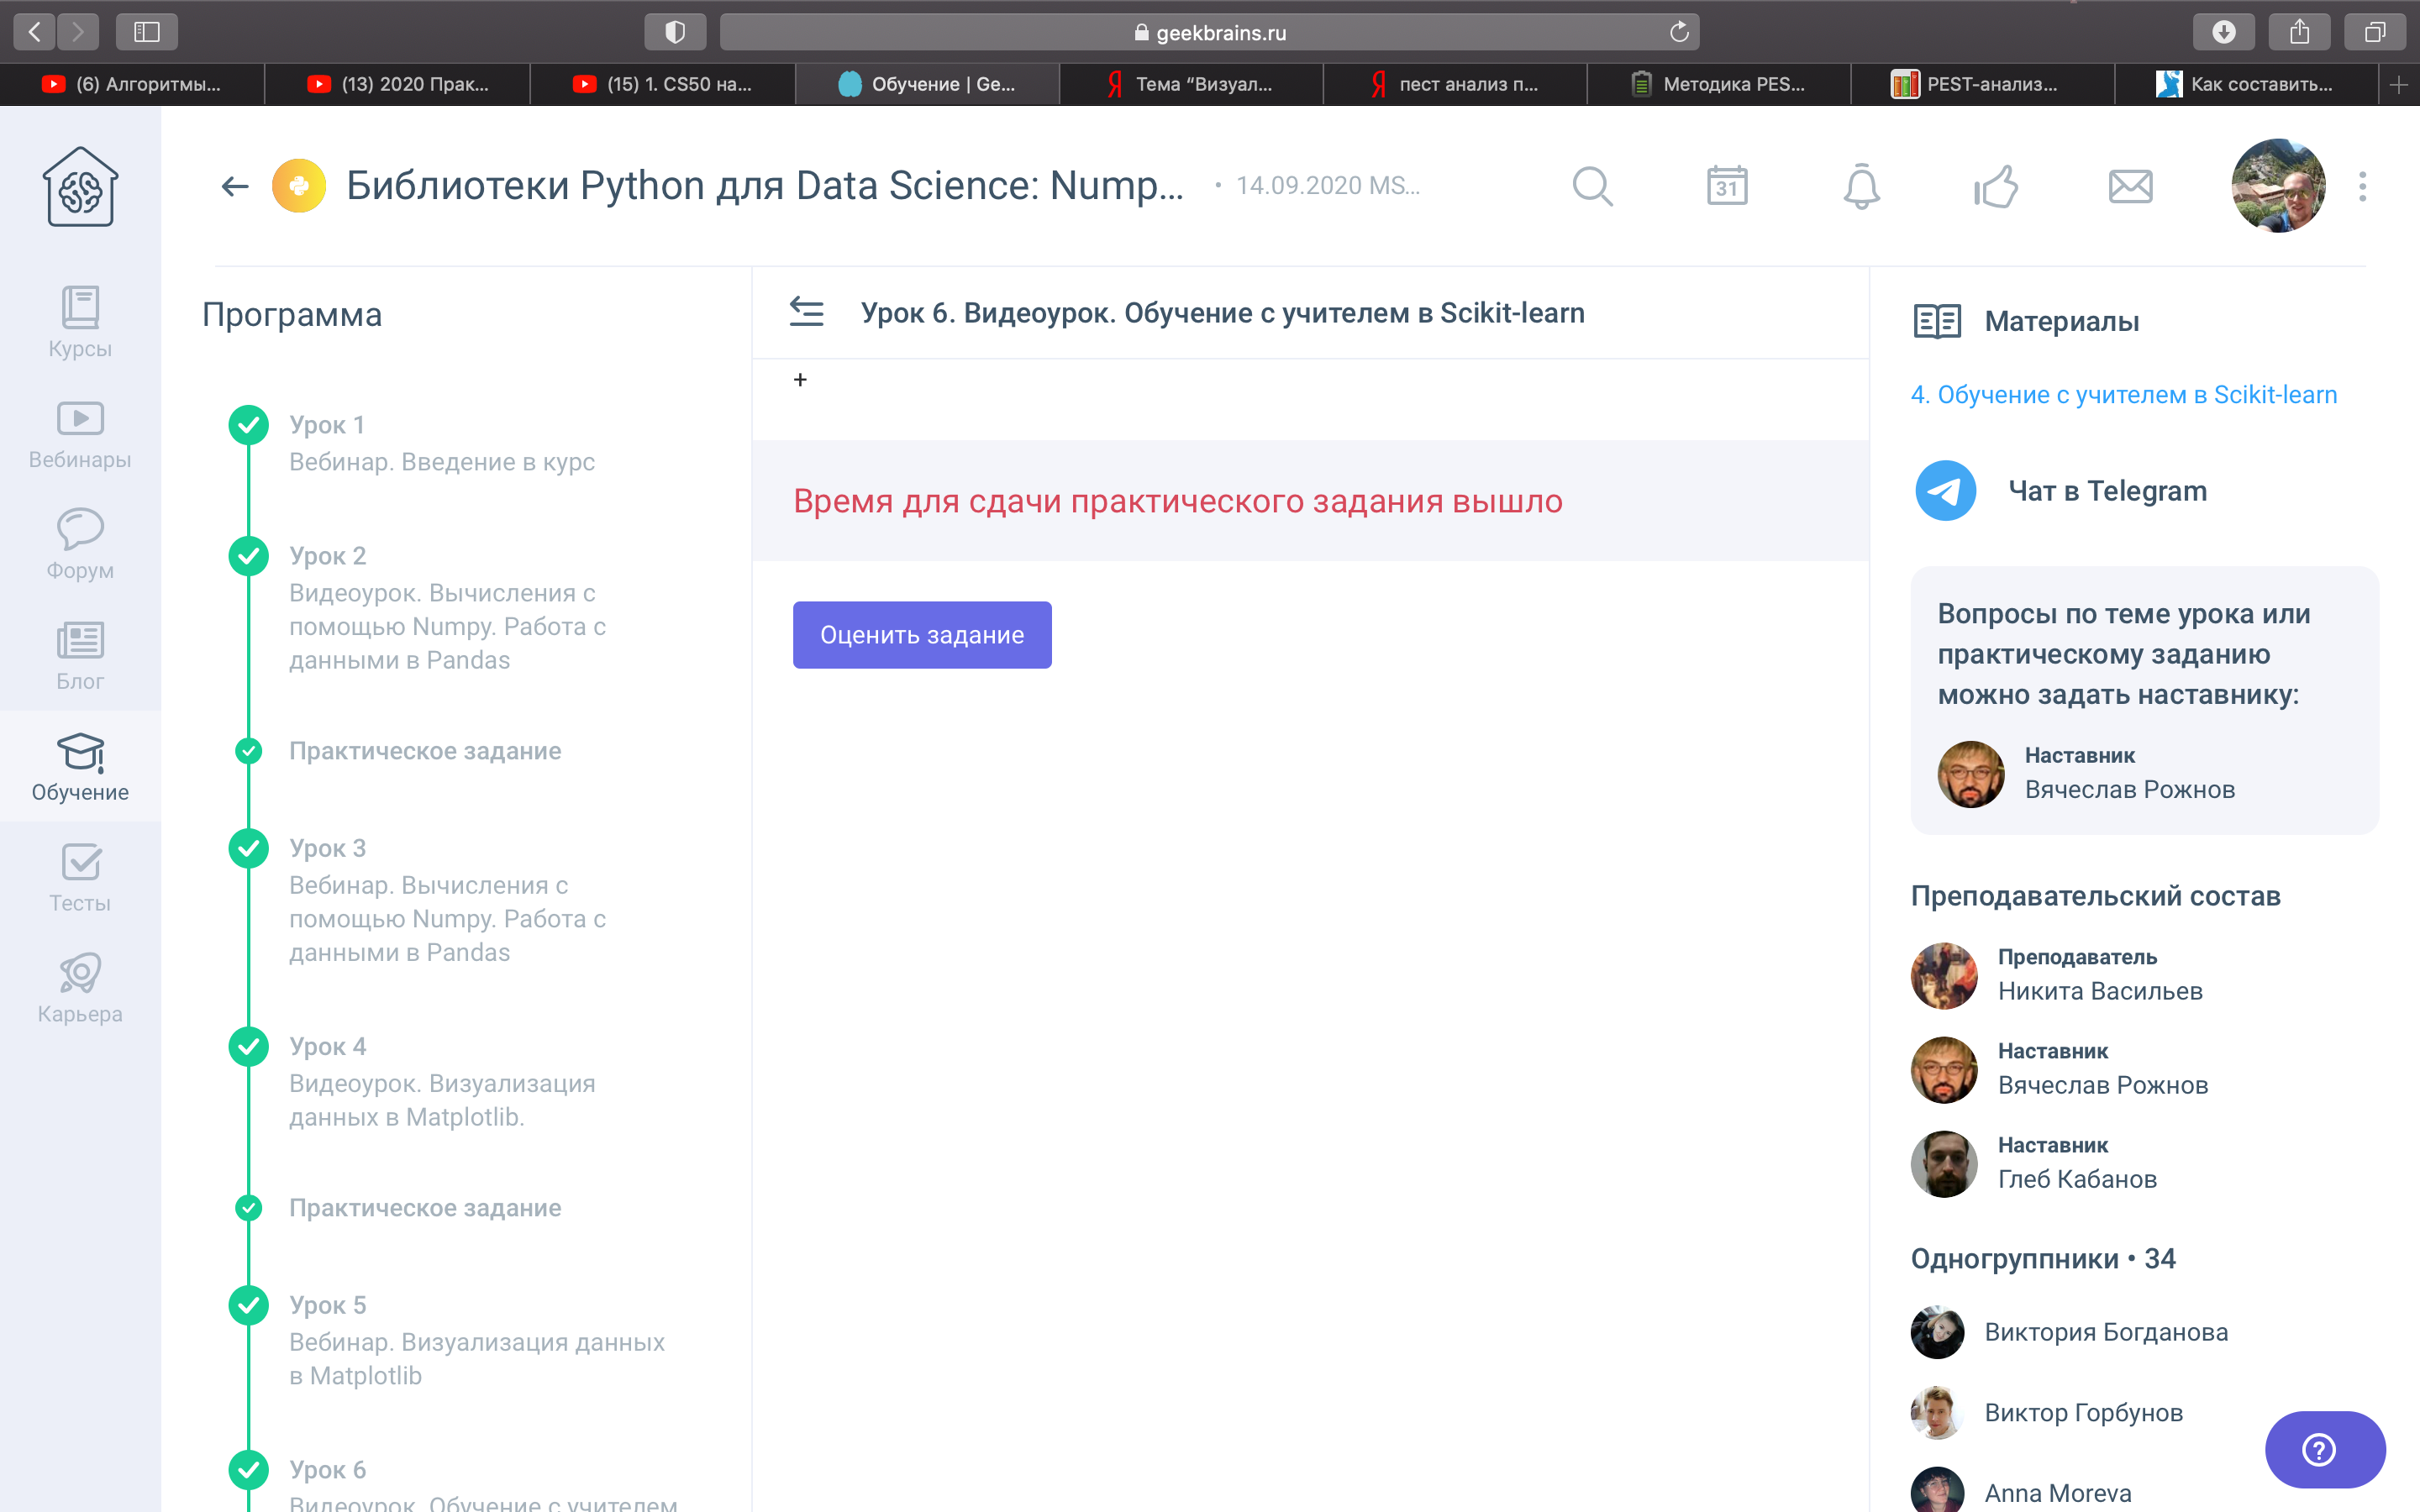 geekbrains.ru
(6) Алгоритмы...
(13) 2020 Прак...
(15) 1. CS50 на...
Обучение | Ge...
Тема “Визуал...
пест анализ п...
Методика PES...
PEST-анализ...
Как составить...
Библиотеки Python для Data Science: Nump... • 14.09.2020 MS...
31
Курсы
Вебинары
Форум
Блог
Обучение
Тесты
Карьера
Программа
Урок 1
Вебинар. Введение в курс
Урок 2
Видеоурок. Вычисления с
помощью Numpy. Работа с
данными в Pandas
Практическое задание
Урок 3
Вебинар. Вычисления с
помощью Numpy. Работа с
данными в Pandas
Урок 4
Видеоурок. Визуализация
данных в Matplotlib.
Практическое задание
Урок 5
Вебинар. Визуализация данных
в Matplotlib
Урок 6
Видеоурок. Обучение с учителем
Урок 6. Видеоурок. Обучение с учителем в Scikit-learn
+
Время для сдачи практического задания вышло
Оценить задание
Материалы
4. Обучение с учителем в Scikit-learn
Чат в Telegram
Вопросы по теме урока или
практическому заданию
можно задать наставнику:
Наставник
Вячеслав Рожнов
Преподавательский состав
Преподаватель
Никита Васильев
Наставник
Вячеслав Рожнов
Наставник
Глеб Кабанов
Одногруппники • 34
Виктория Богданова
Виктор Горбунов
Anna Moreva
?